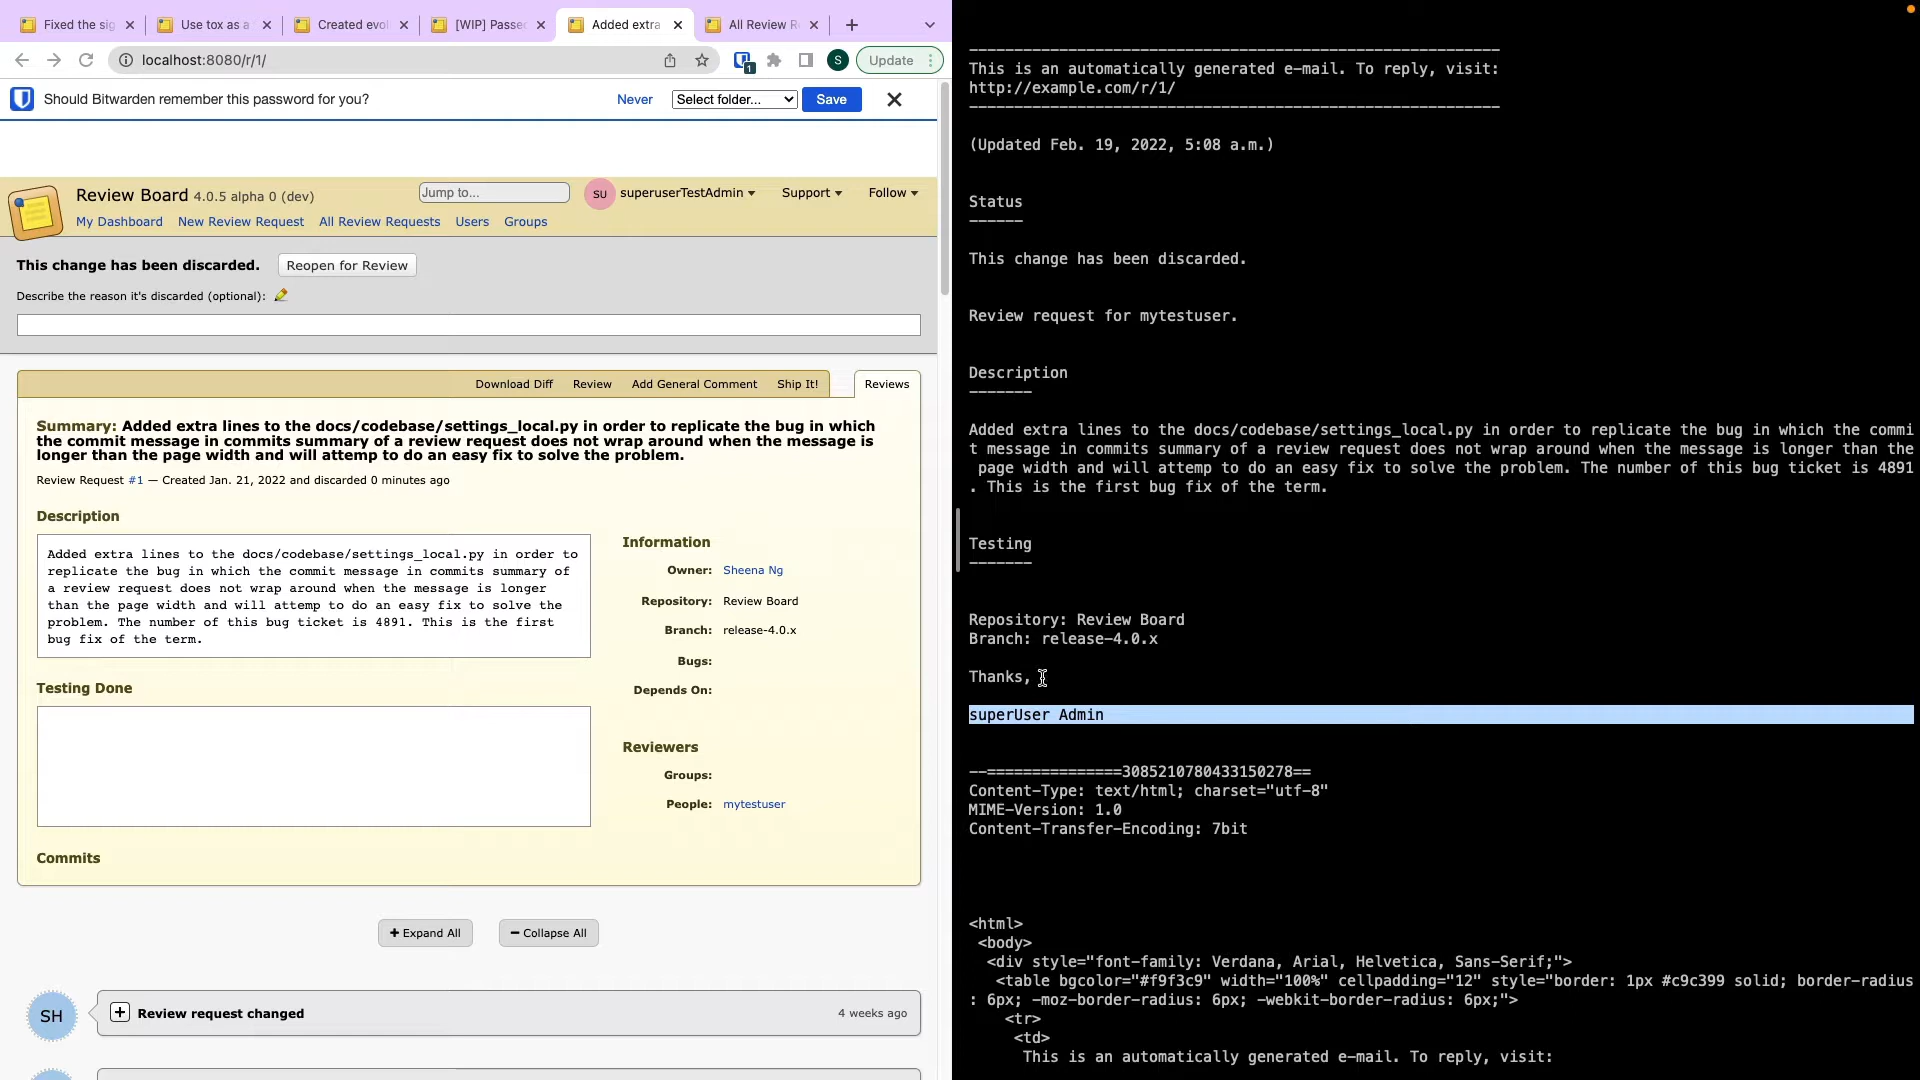 Fixed the sig
Use tox as a
Created evol
[WIP] Passe
Added extra
All Review R
localhost:8080/r/1/
1
S
Update
Should Bitwarden remember this password for you?
Never
Select folder...
Save
Review Board 4.0.5 alpha 0 (dev)
Jump to...
SU
superuserTestAdmin
Support
Follow
My Dashboard
New Review Request
All Review Requests
Users
Groups
This change has been discarded.
Reopen for Review
Describe the reason it's discarded (optional):
Download Diff
Review
Add General Comment
Ship It!
Reviews
Summary: Added extra lines to the docs/codebase/settings_local.py in order to replicate the bug in which
the commit message in commits summary of a review request does not wrap around when the message is
longer than the page width and will attemp to do an easy fix to solve the problem.
Review Request #1 — Created Jan. 21, 2022 and discarded 0 minutes ago
Description
Added extra lines to the docs/codebase/settings_local.py in order to
replicate the bug in which the commit message in commits summary of
a review request does not wrap around when the message is longer
than the page width and will attemp to do an easy fix to solve the
problem. The number of this bug ticket is 4891. This is the first
bug fix of the term.
Testing Done
Commits
Information
Owner: Sheena Ng
Repository: Review Board
Branch: release-4.0.x
Bugs:
Depends On:
Reviewers
Groups:
People: mytestuser
+ Expand All
− Collapse All
SH
+ Review request changed
4 weeks ago
-----------------------------------------------------------
This is an automatically generated e-mail. To reply, visit:
http://example.com/r/1/
-----------------------------------------------------------
(Updated Feb. 19, 2022, 5:08 a.m.)
Status
------
This change has been discarded.
Review request for mytestuser.
Description
-------
Added extra lines to the docs/codebase/settings_local.py in order to replicate the bug in which the commi
t message in commits summary of a review request does not wrap around when the message is longer than the
page width and will attemp to do an easy fix to solve the problem. The number of this bug ticket is 4891
. This is the first bug fix of the term.
Testing
-------
Repository: Review Board
Branch: release-4.0.x
Thanks,
superUser Admin
--===============3085210780433150278==
Content-Type: text/html; charset="utf-8"
MIME-Version: 1.0
Content-Transfer-Encoding: 7bit
<html>
<body>
<div style="font-family: Verdana, Arial, Helvetica, Sans-Serif;">
<table bgcolor="#f9f3c9" width="100%" cellpadding="12" style="border: 1px #c9c399 solid; border-radius
: 6px; -moz-border-radius: 6px; -webkit-border-radius: 6px;">
<tr>
<td>
This is an automatically generated e-mail. To reply, visit: